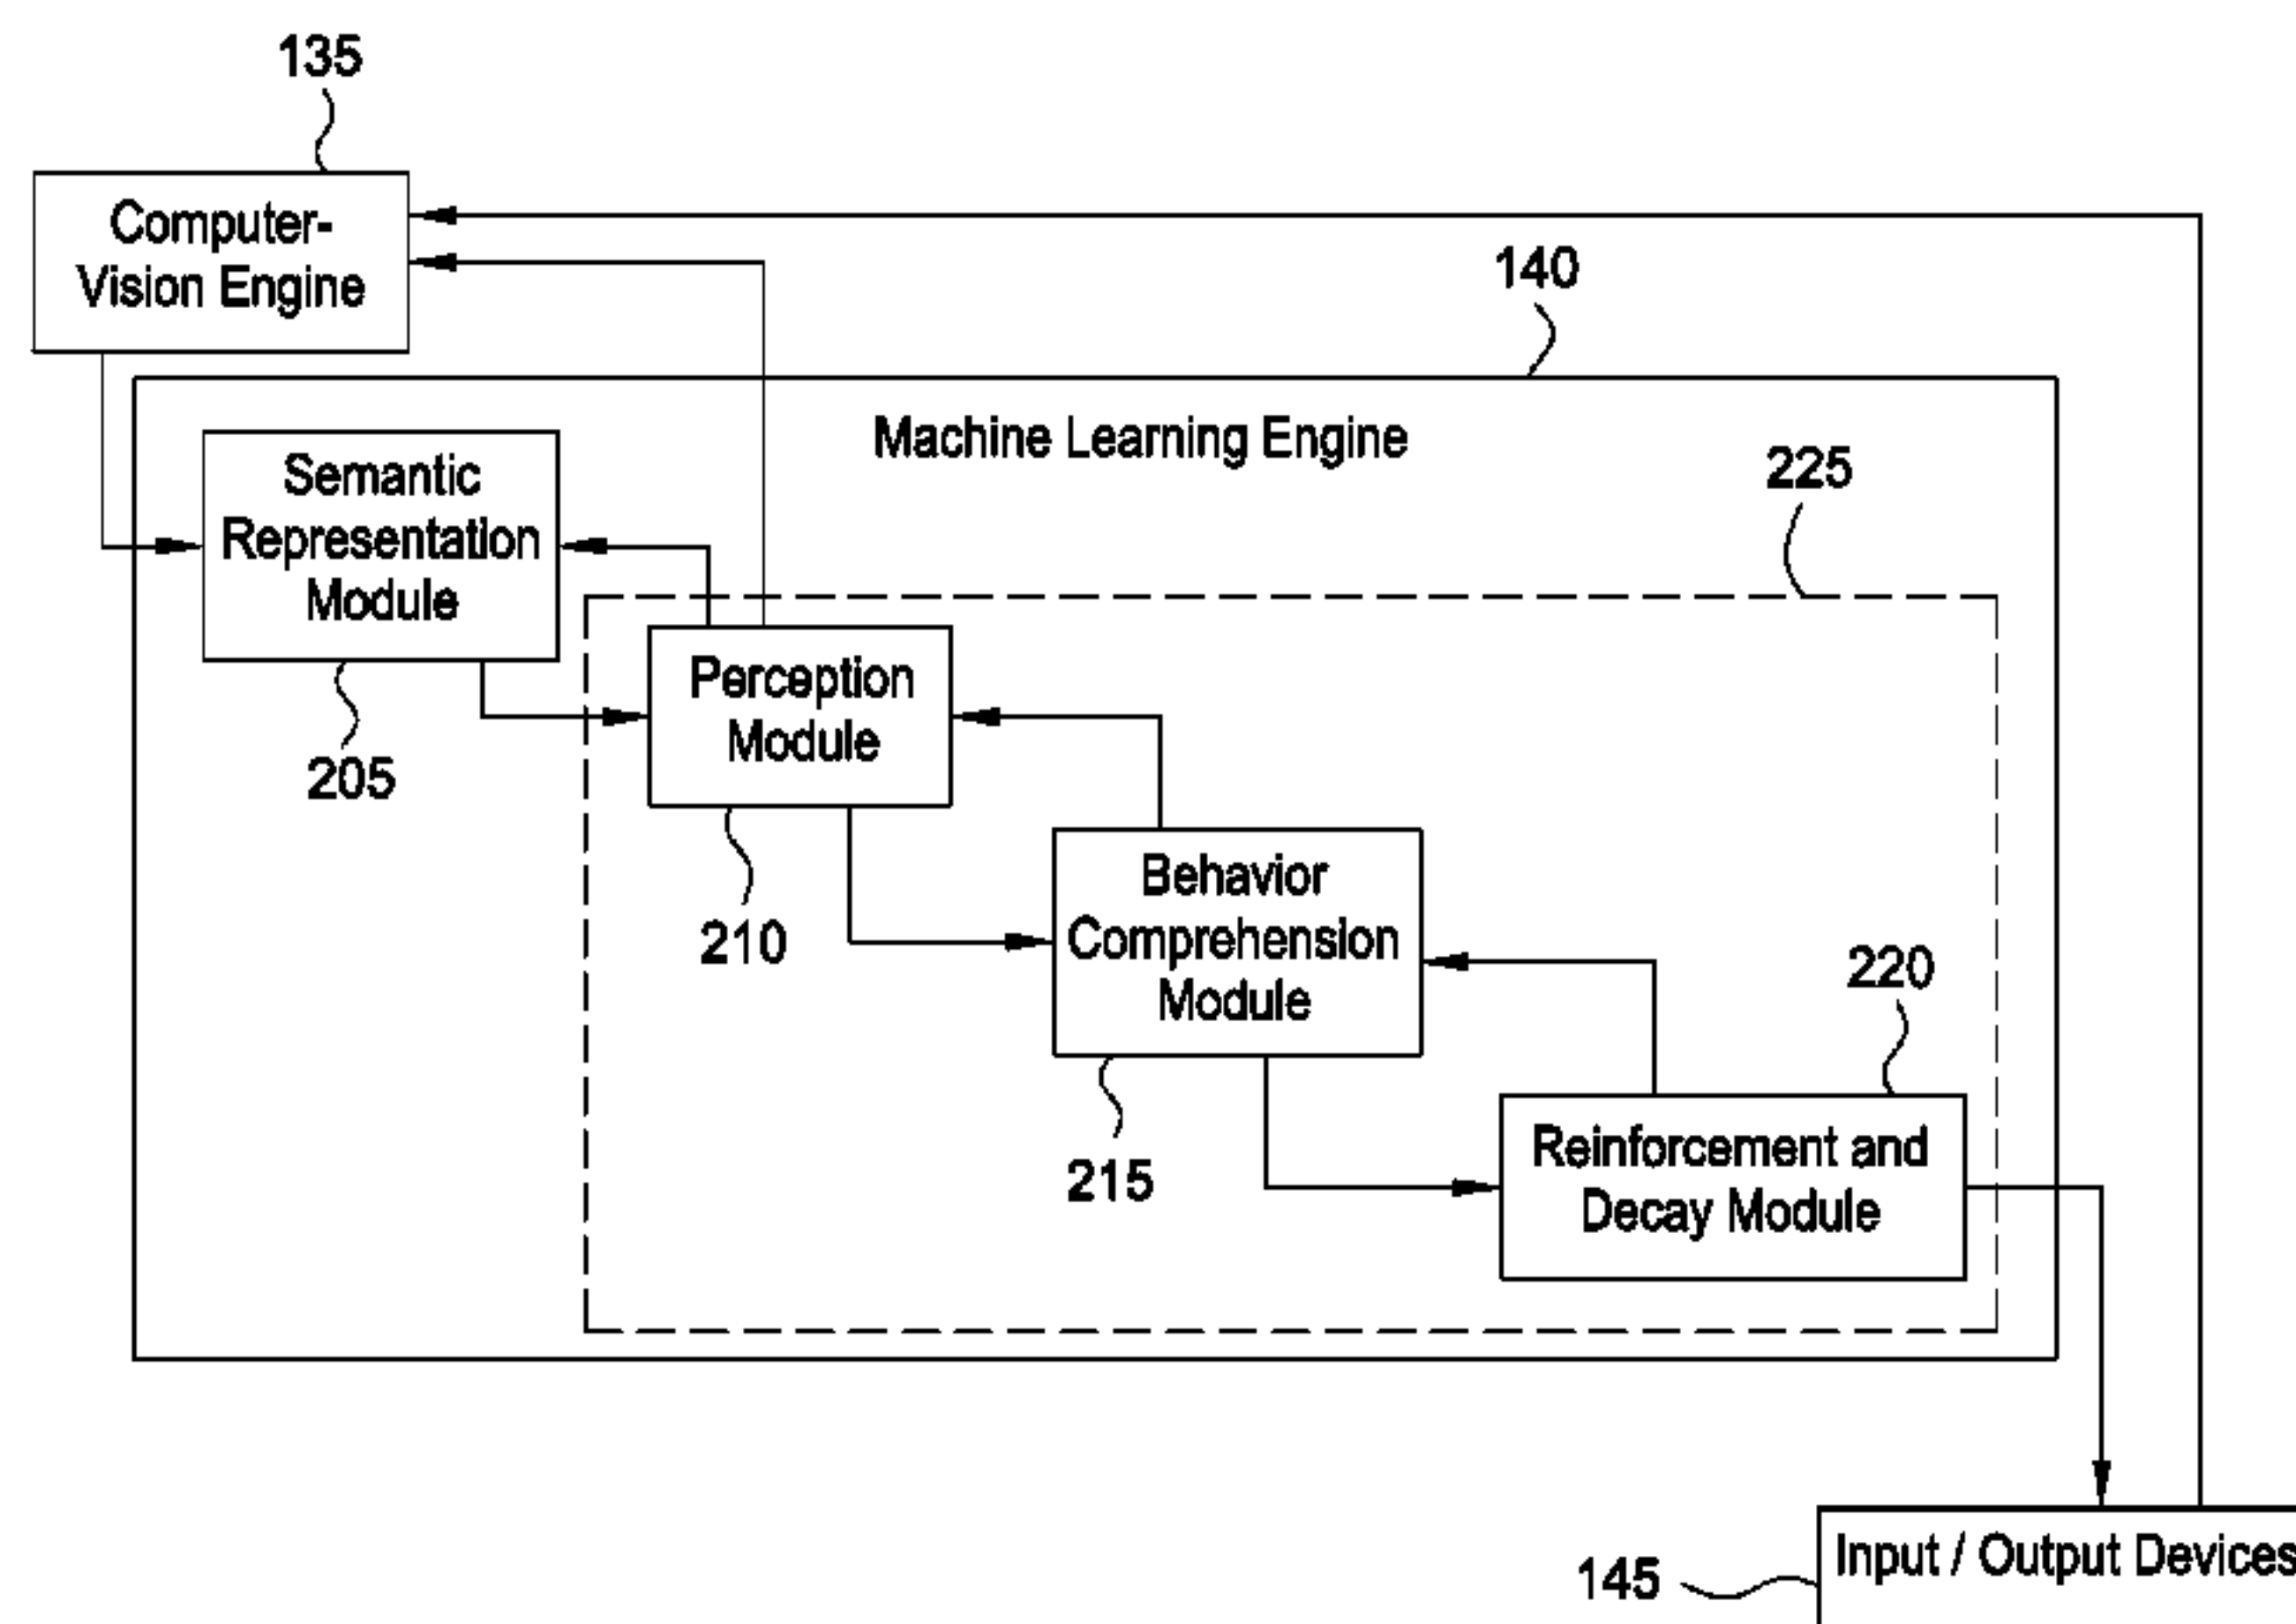 135
Computer-
Vision Engine
140
Machine Learning Engine
225
Semantic
Representation
Module
205
Perception
Module
210
Behavior
Comprehension
Module
215
220
Reinforcement and
Decay Module
145
Input / Output Devices